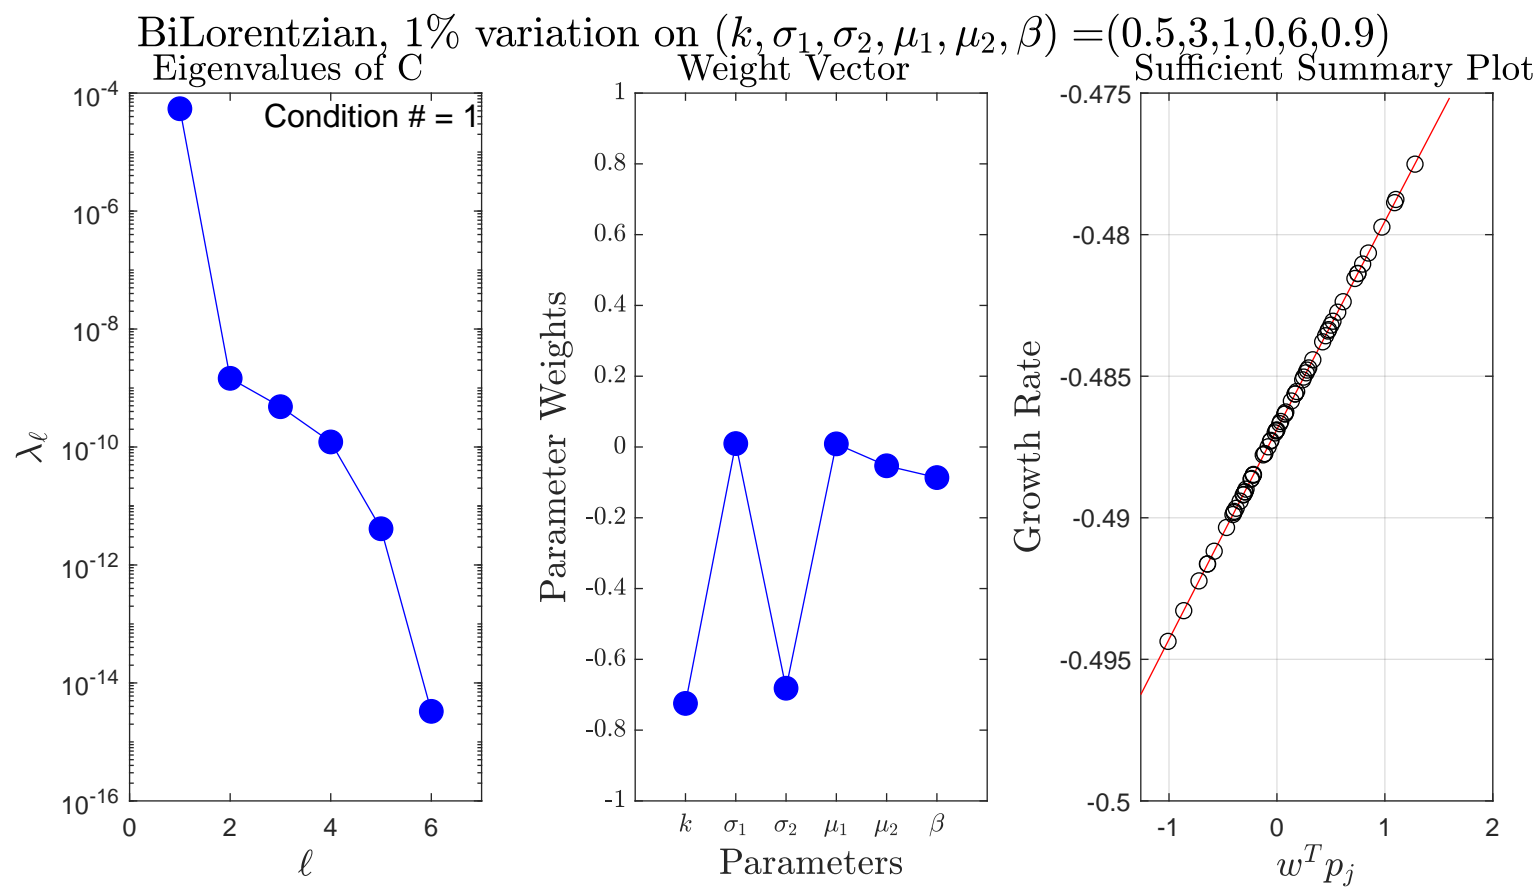 BiLorentzian, 1% variation on (k, σ₁, σ₂, μ₁, μ₂, β) =(0.5,3,1,0,6,0.9)
Eigenvalues of C
Condition # = 1
10⁻⁴
10⁻⁶
10⁻⁸
10⁻¹⁰
10⁻¹²
10⁻¹⁴
10⁻¹⁶
λ_ℓ
0 2 4 6
ℓ
Weight Vector
1
0.8
0.6
0.4
0.2
0
-0.2
-0.4
-0.6
-0.8
-1
Parameter Weights
k σ₁ σ₂ μ₁ μ₂ β
Parameters
Sufficient Summary Plot
-0.475
-0.48
-0.485
-0.49
-0.495
-0.5
Growth Rate
-1 0 1 2
wᵀp_j